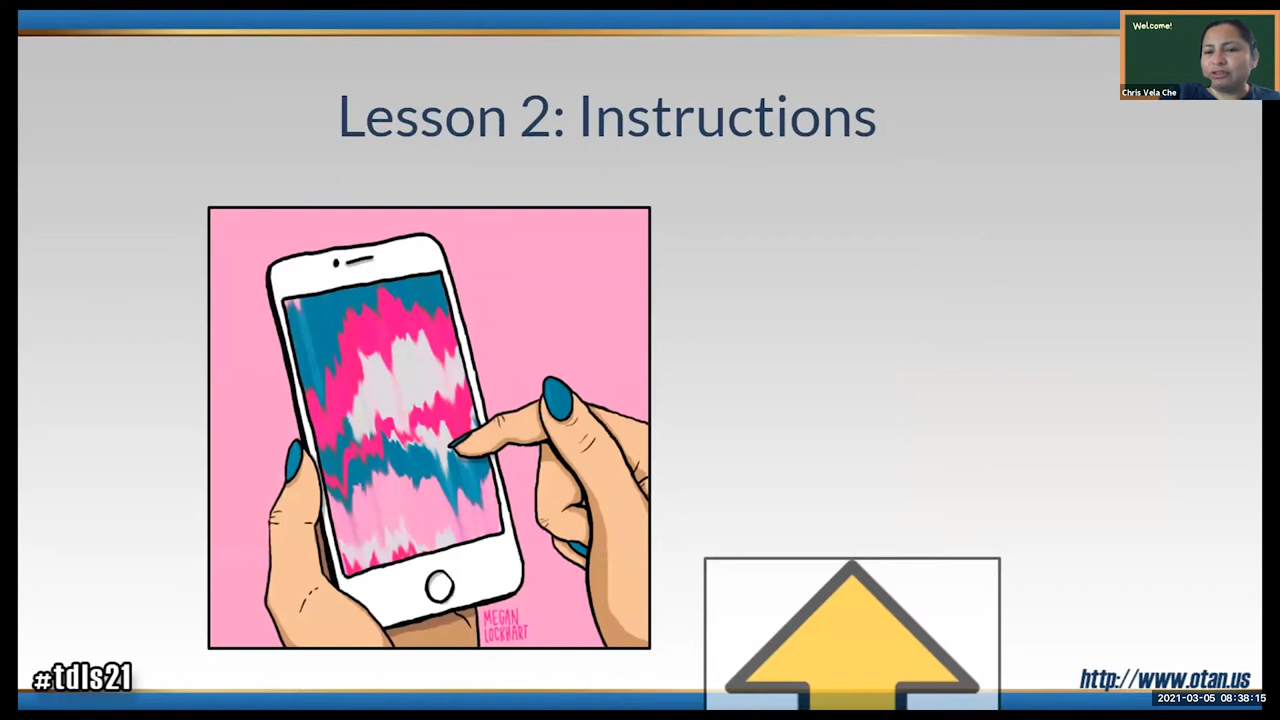 Welcome!
Chris Vela Che
Lesson 2: Instructions
MEGAN
LOCKHART
#tdls21
http://www.otan.us
2021-03-05 08:38:15